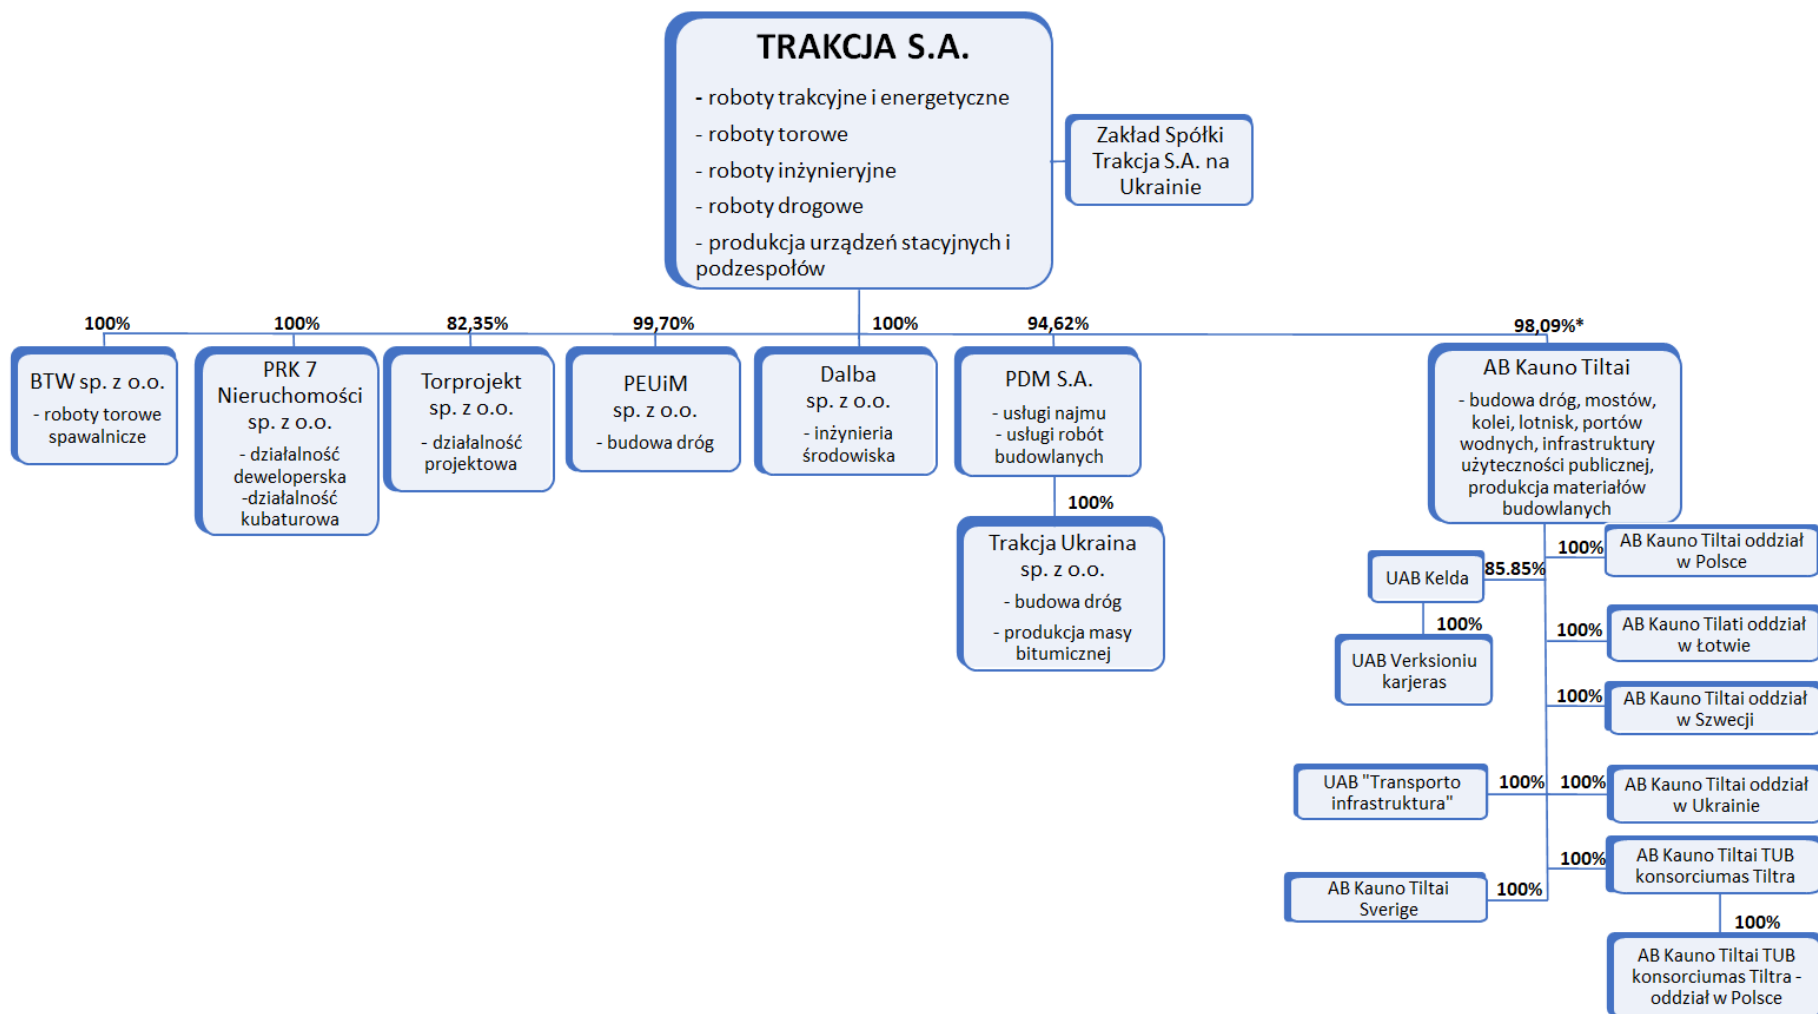 TRAKCJA S.A.
- roboty trakcyjne i energetyczne
- roboty torowe
- roboty inżynieryjne
- roboty drogowe
- produkcja urządzeń stacyjnych i
podzespołów
Zakład Spółki
Trakcja S.A. na
Ukrainie
100%
BTW sp. z o.o.
- roboty torowe
spawalnicze
100%
PRK 7
Nieruchomości
sp. z o.o.
- działalność
deweloperska
-działalność
kubaturowa
82,35%
Torprojekt
sp. z o.o.
- działalność
projektowa
99,70%
PEUiM
sp. z o.o.
- budowa dróg
100%
Dalba
sp. z o.o.
- inżynieria
środowiska
94,62%
PDM S.A.
- usługi najmu
- usługi robót
budowlanych
100%
Trakcja Ukraina
sp. z o.o.
- budowa dróg
- produkcja masy
bitumicznej
98,09%*
AB Kauno Tiltai
- budowa dróg, mostów,
kolei, lotnisk, portów
wodnych, infrastruktury
użyteczności publicznej,
produkcja materiałów
budowlanych
100%
AB Kauno Tiltai oddział
w Polsce
85.85%
UAB Kelda
100%
UAB Verksioniu
karjeras
100%
AB Kauno Tilati oddział
w Łotwie
100%
AB Kauno Tiltai oddział
w Szwecji
100%
UAB "Transporto
infrastruktura"
100%
AB Kauno Tiltai oddział
w Ukrainie
100%
AB Kauno Tiltai TUB
konsorciumas Tiltra
100%
AB Kauno Tiltai
Sverige
100%
AB Kauno Tiltai TUB
konsorciumas Tiltra -
oddział w Polsce